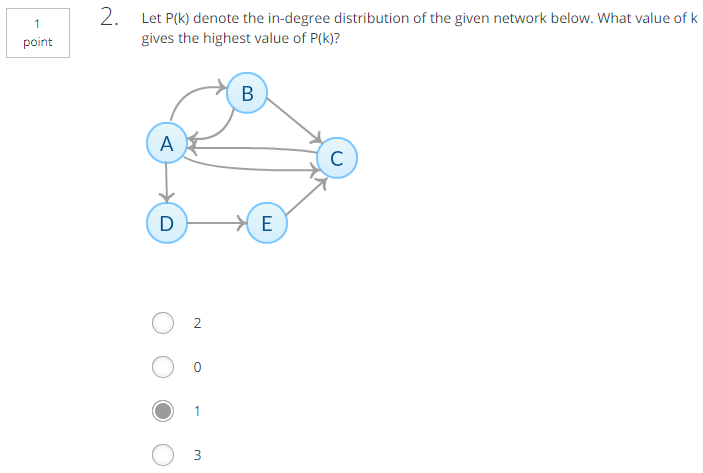 1
point
2.
Let P(k) denote the in-degree distribution of the given network below. What value of k
gives the highest value of P(k)?
B
A
C
D
E
2
0
1
3